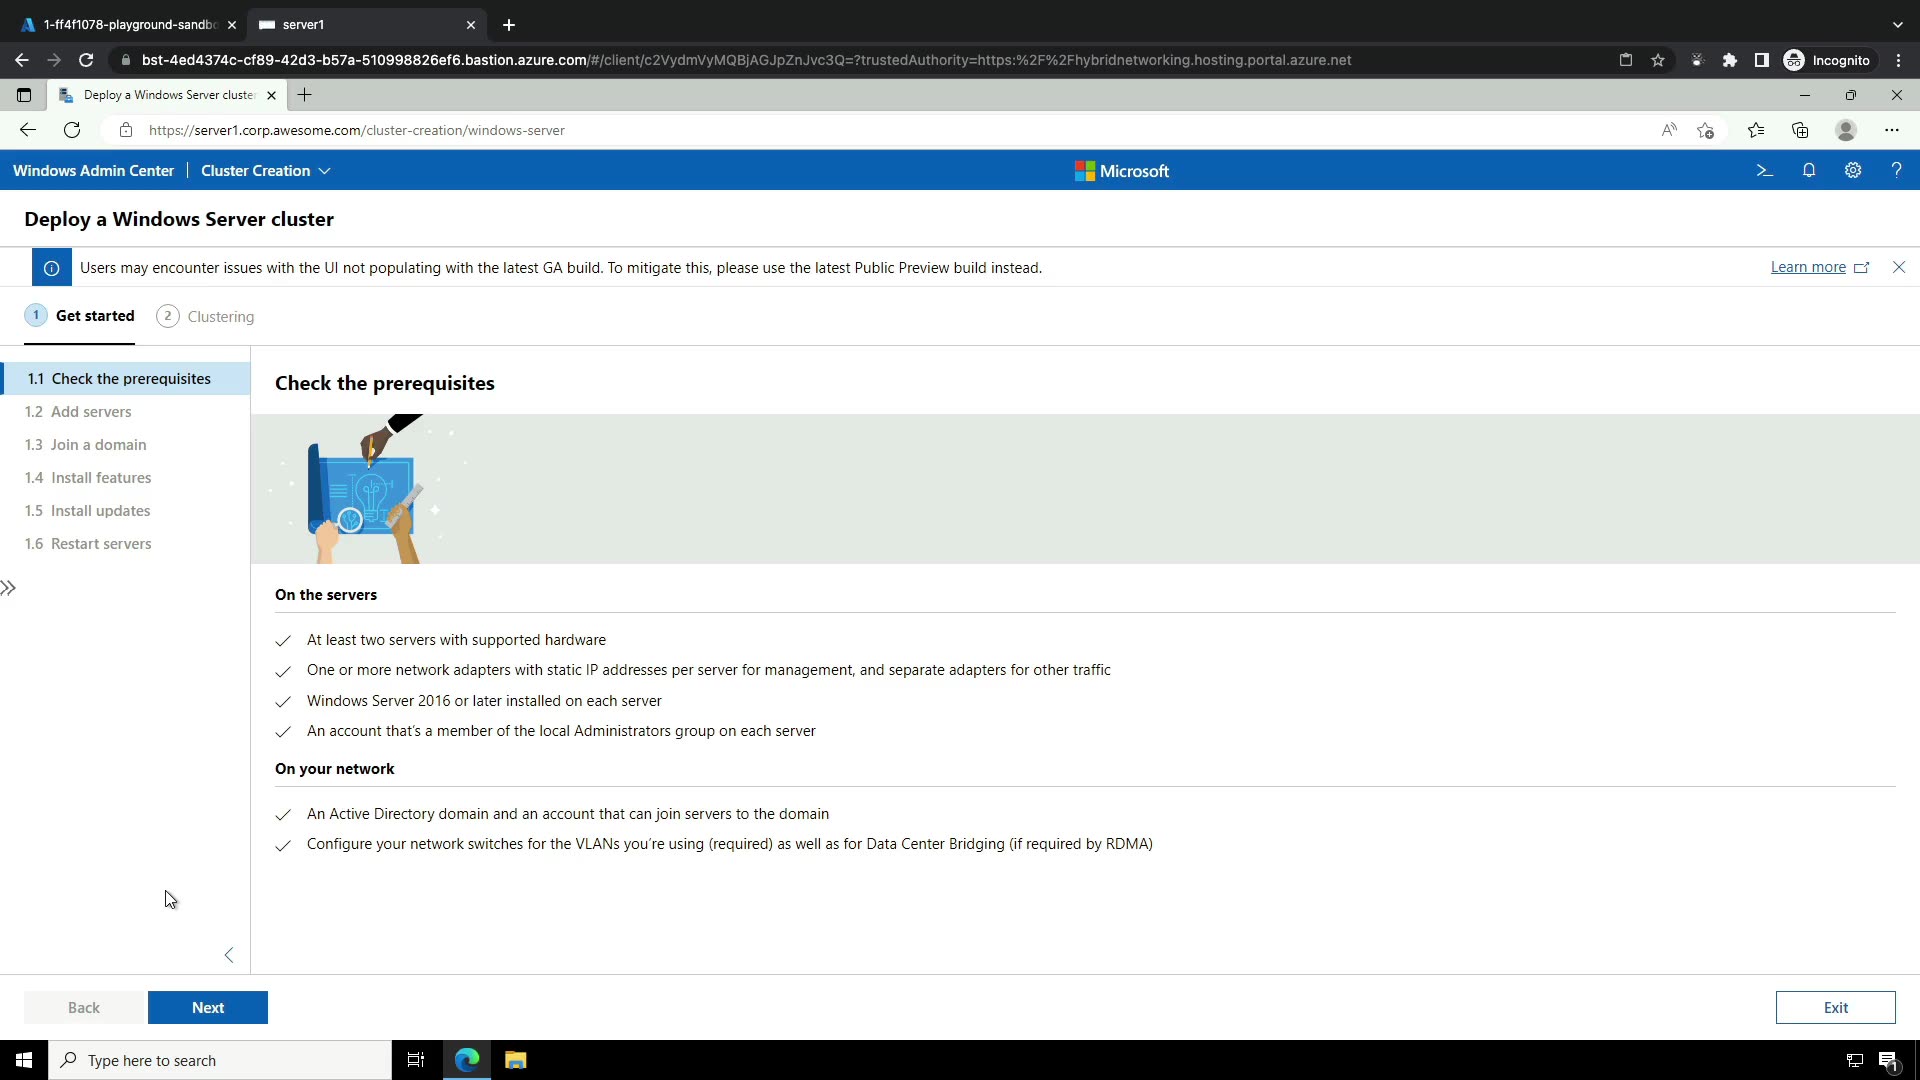 1-ff4f1078-playground-sandbo
server1
bst-4ed4374c-cf89-42d3-b57a-510998826ef6.bastion.azure.com/#/client/c2VydmVyMQBjAGJpZnJvc3Q=?trustedAuthority=https:%2F%2Fhybridnetworking.hosting.portal.azure.net
Incognito
Deploy a Windows Server cluster
https://server1.corp.awesome.com/cluster-creation/windows-server
Windows Admin Center | Cluster Creation
Microsoft
Deploy a Windows Server cluster
Users may encounter issues with the UI not populating with the latest GA build. To mitigate this, please use the latest Public Preview build instead.
Learn more
1 Get started
2 Clustering
1.1 Check the prerequisites
1.2 Add servers
1.3 Join a domain
1.4 Install features
1.5 Install updates
1.6 Restart servers
Check the prerequisites
On the servers
At least two servers with supported hardware
One or more network adapters with static IP addresses per server for management, and separate adapters for other traffic
Windows Server 2016 or later installed on each server
An account that's a member of the local Administrators group on each server
On your network
An Active Directory domain and an account that can join servers to the domain
Configure your network switches for the VLANs you're using (required) as well as for Data Center Bridging (if required by RDMA)
Back
Next
Exit
Type here to search
1